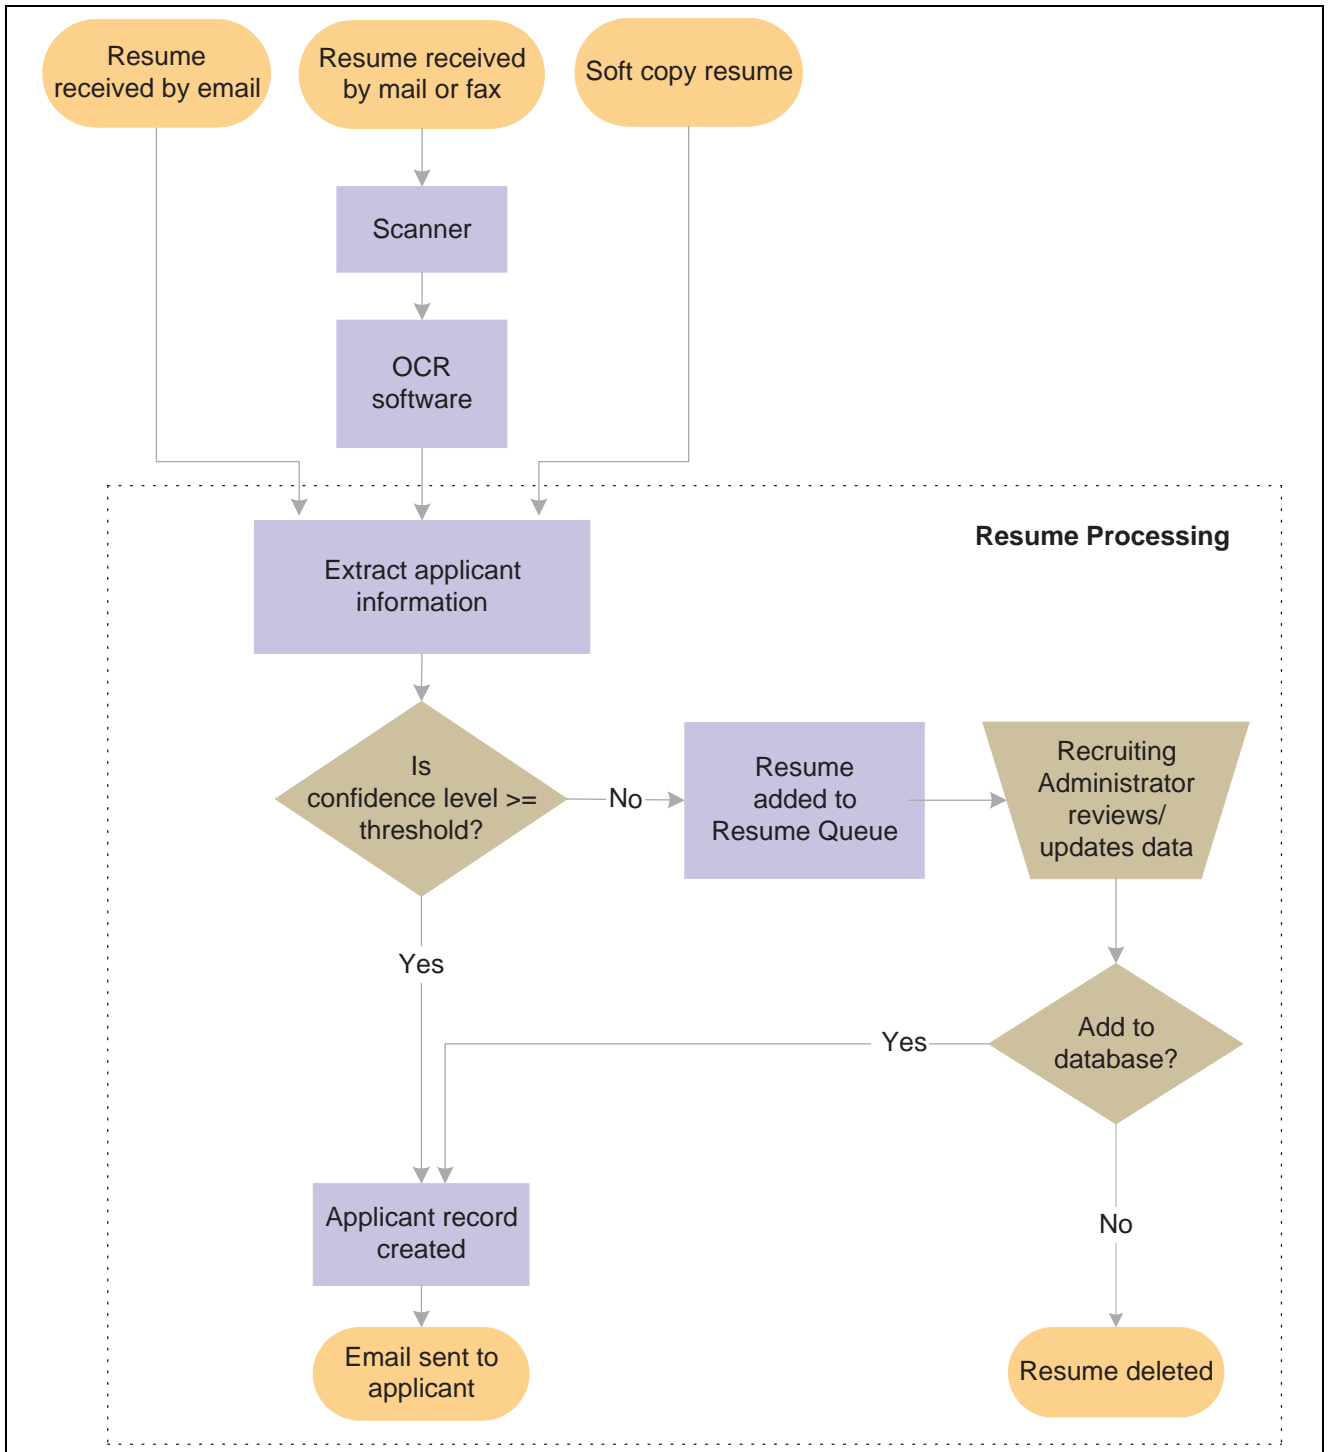 Resume
received by email
Resume received
by mail or fax
Soft copy resume
Scanner
OCR
software
Resume Processing
Extract applicant
information
Is
confidence level >=
threshold?
No
Resume
added to
Resume Queue
Recruiting
Administrator
reviews/
updates data
Yes
Add to
database?
Yes
No
Applicant record
created
Email sent to
applicant
Resume deleted